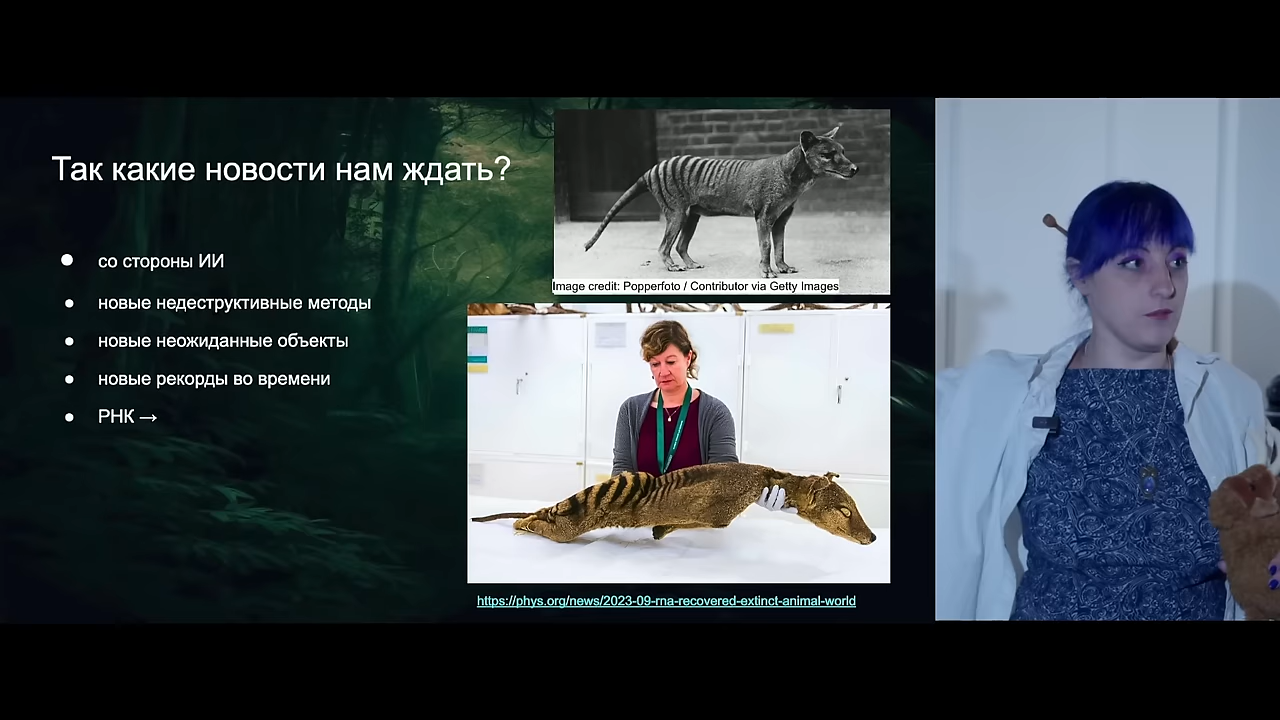 Так какие новости нам ждать?
● со стороны ИИ
● новые недеструктивные методы
● новые неожиданные объекты
● новые рекорды во времени
● РНК →
Image credit: Popperfoto / Contributor via Getty Images
https://phys.org/news/2023-09-rna-recovered-extinct-animal-world